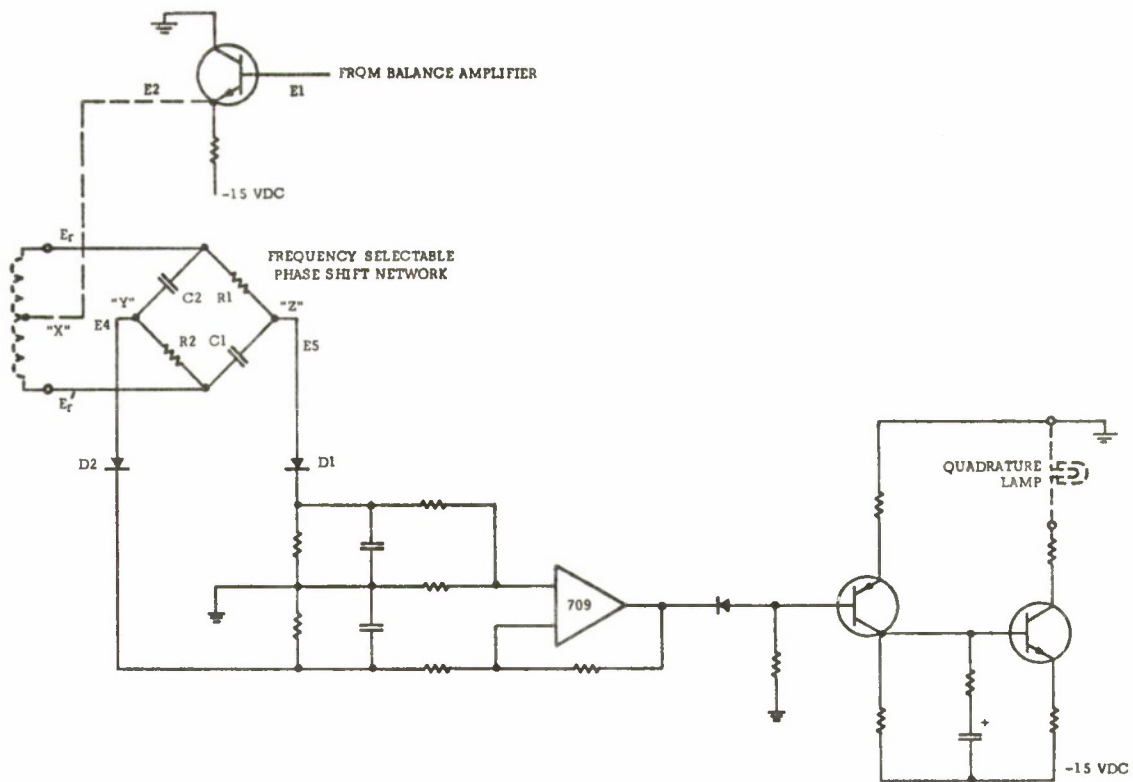 FROM BALANCE AMPLIFIER
E2
E1
-15 VDC
Er
FREQUENCY SELECTABLE
PHASE SHIFT NETWORK
C2
R1
"Y"
"Z"
"X"
E4
R2
C1
E5
Er'
D2
D1
QUADRATURE
LAMP
709
+
-15 VDC